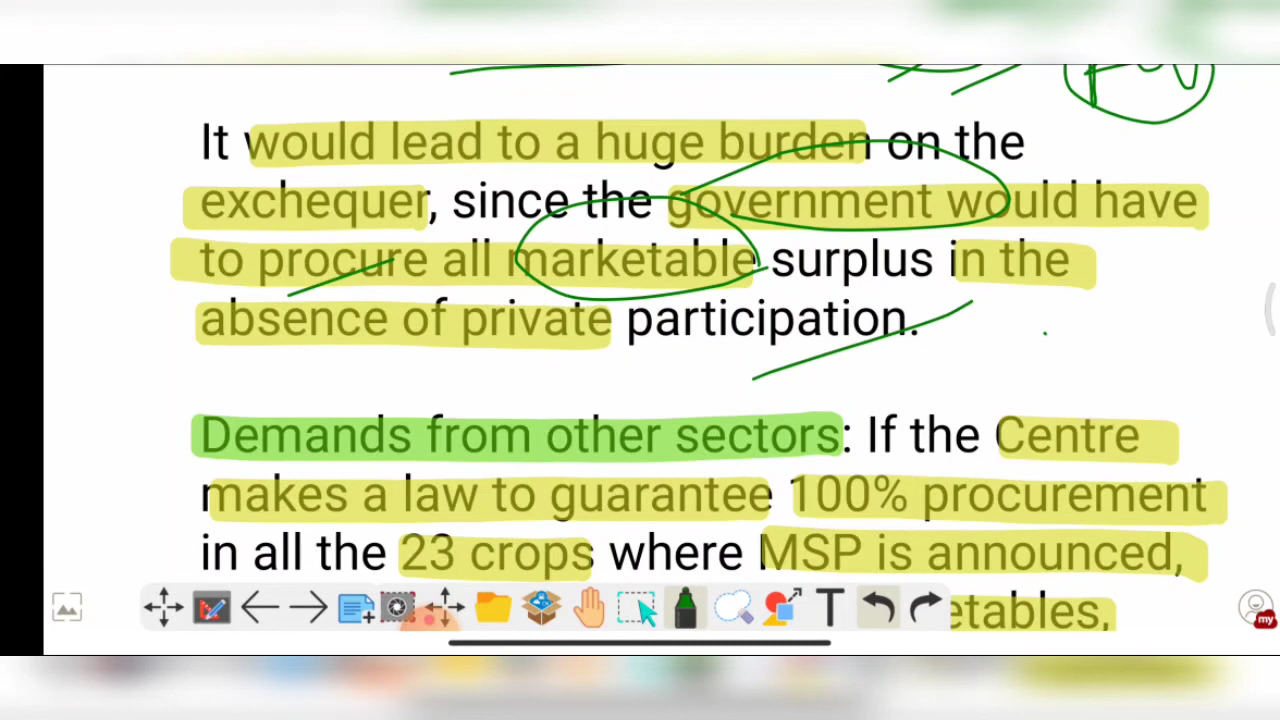 It would lead to a huge burden on the
exchequer, since the government would have
to procure all marketable surplus in the
absence of private participation.
Demands from other sectors: If the Centre
makes a law to guarantee 100% procurement
in all the 23 crops where MSP is announced,
etables,
T
my